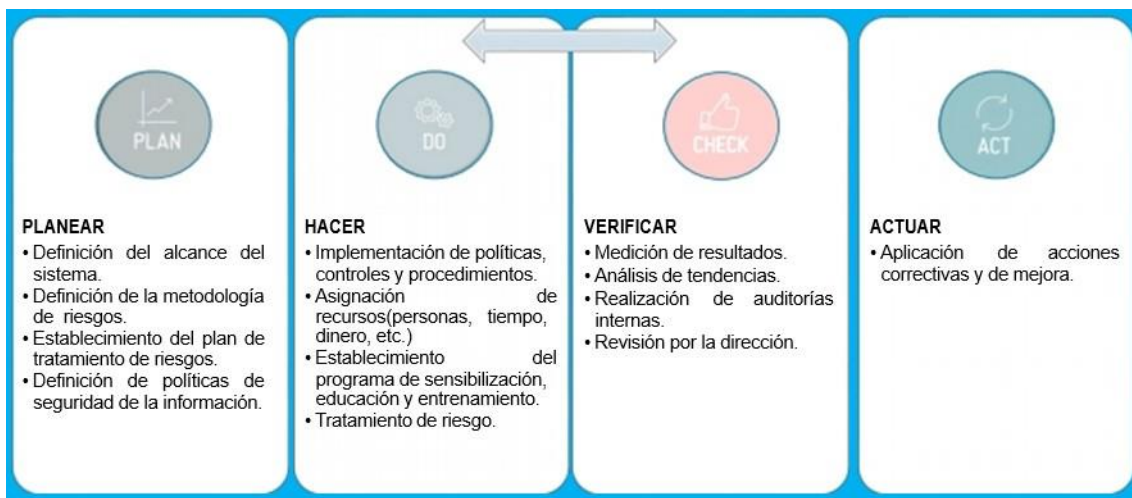 PLAN
PLANEAR
• Definición del alcance del
sistema.
• Definición de la metodología
de riesgos.
• Establecimiento del plan de
tratamiento de riesgos.
• Definición de políticas de
seguridad de la información.
DO
HACER
• Implementación de políticas,
controles y procedimientos.
• Asignación de
recursos(personas, tiempo,
dinero, etc.)
• Establecimiento del
programa de sensibilización,
educación y entrenamiento.
• Tratamiento de riesgo.
CHECK
VERIFICAR
• Medición de resultados.
• Análisis de tendencias.
• Realización de auditorías
internas.
• Revisión por la dirección.
ACT
ACTUAR
• Aplicación de acciones
correctivas y de mejora.